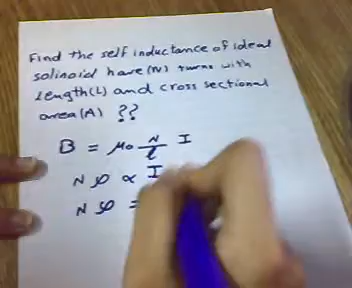 Find the self inductance of ideal
solinoid have (N) turns with
Length(L) and cross sectional
area (A) ??
B = μ₀ N/l I
N φ ∝ I
N φ =